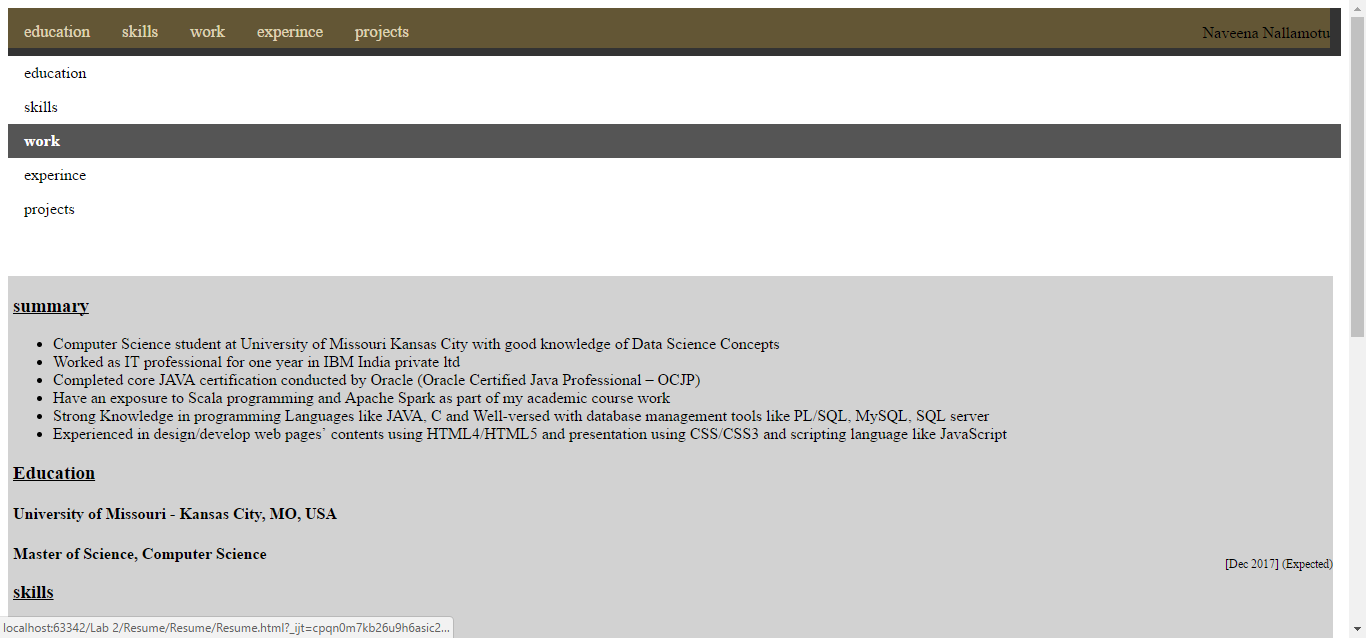 education skills work experince projects Naveena Nallamotu
education
skills
work
experince
projects
summary
Computer Science student at University of Missouri Kansas City with good knowledge of Data Science Concepts
Worked as IT professional for one year in IBM India private ltd
Completed core JAVA certification conducted by Oracle (Oracle Certified Java Professional – OCJP)
Have an exposure to Scala programming and Apache Spark as part of my academic course work
Strong Knowledge in programming Languages like JAVA, C and Well-versed with database management tools like PL/SQL, MySQL, SQL server
Experienced in design/develop web pages` contents using HTML4/HTML5 and presentation using CSS/CSS3 and scripting language like JavaScript
Education
University of Missouri - Kansas City, MO, USA
Master of Science, Computer Science
[Dec 2017] (Expected)
skills
localhost:63342/Lab 2/Resume/Resume/Resume.html?_ijt=cpqn0m7kb26u9h6asic2...